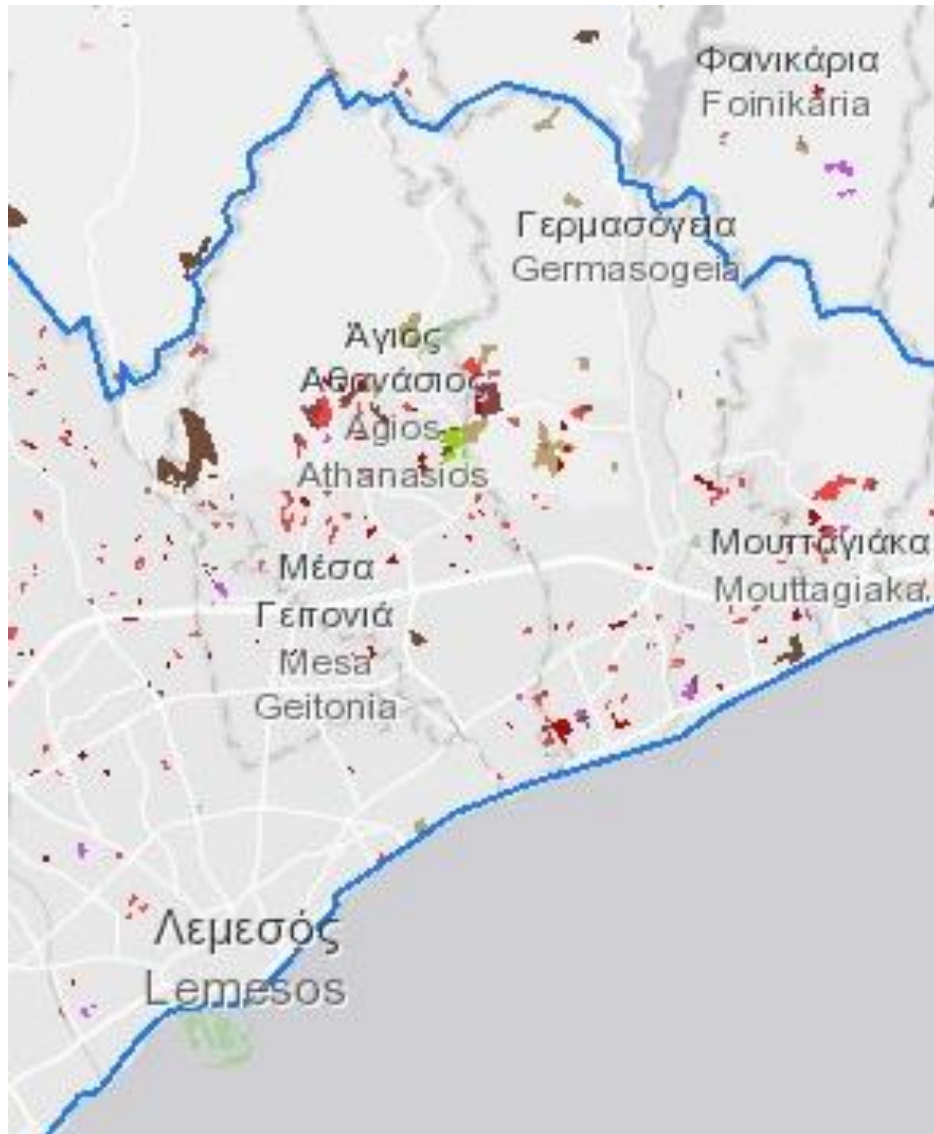 Φοινικάρια
Foinikaria
Γερμασόγεια
Germasogeia
Άγιος
Αθανάσιος
Agios
Athanasios
Μουτταγιάκα
Mouttagiaka
Μέσα
Γειτονιά
Mesa
Geitonia
Λεμεσός
Lemesos